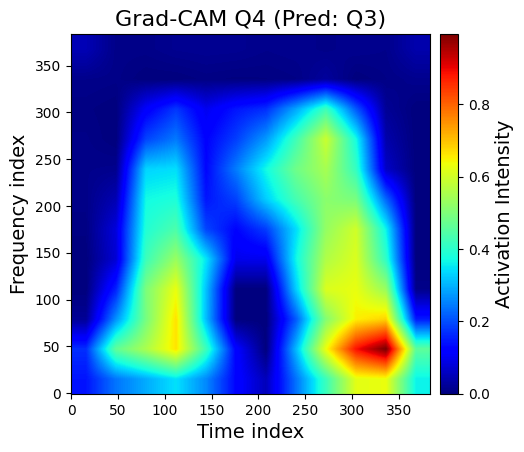 Grad-CAM Q4 (Pred: Q3)
Frequency index
350
300
250
200
150
100
50
0
0 50 100 150 200 250 300 350
Time index
0.8
0.6
0.4
0.2
0.0
Activation Intensity